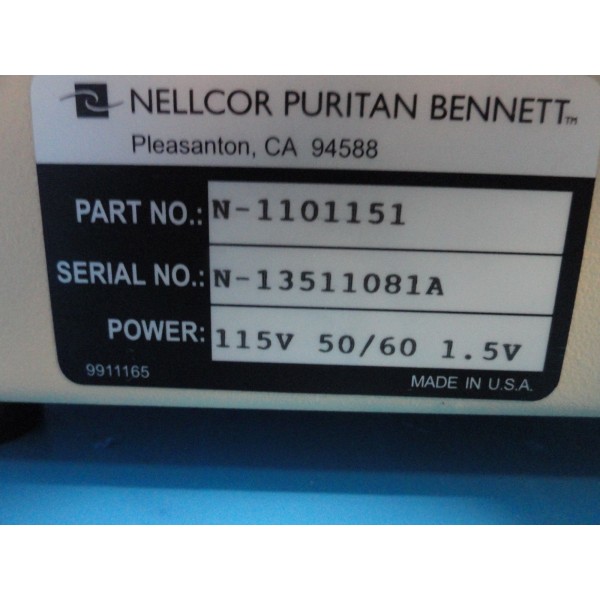 NELLCOR PURITAN BENNETT™
Pleasanton, CA 94588
PART NO.: N-1101151
SERIAL NO.: N-13511081A
POWER: 115V 50/60 1.5V
9911165 MADE IN U.S.A.